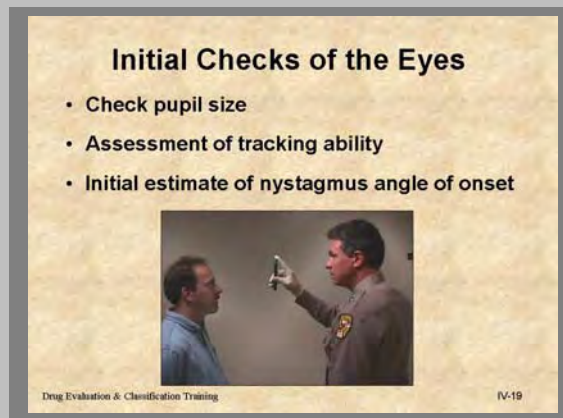 Initial Checks of the Eyes
• Check pupil size
• Assessment of tracking ability
• Initial estimate of nystagmus angle of onset
Drug Evaluation & Classification Training
IV-19